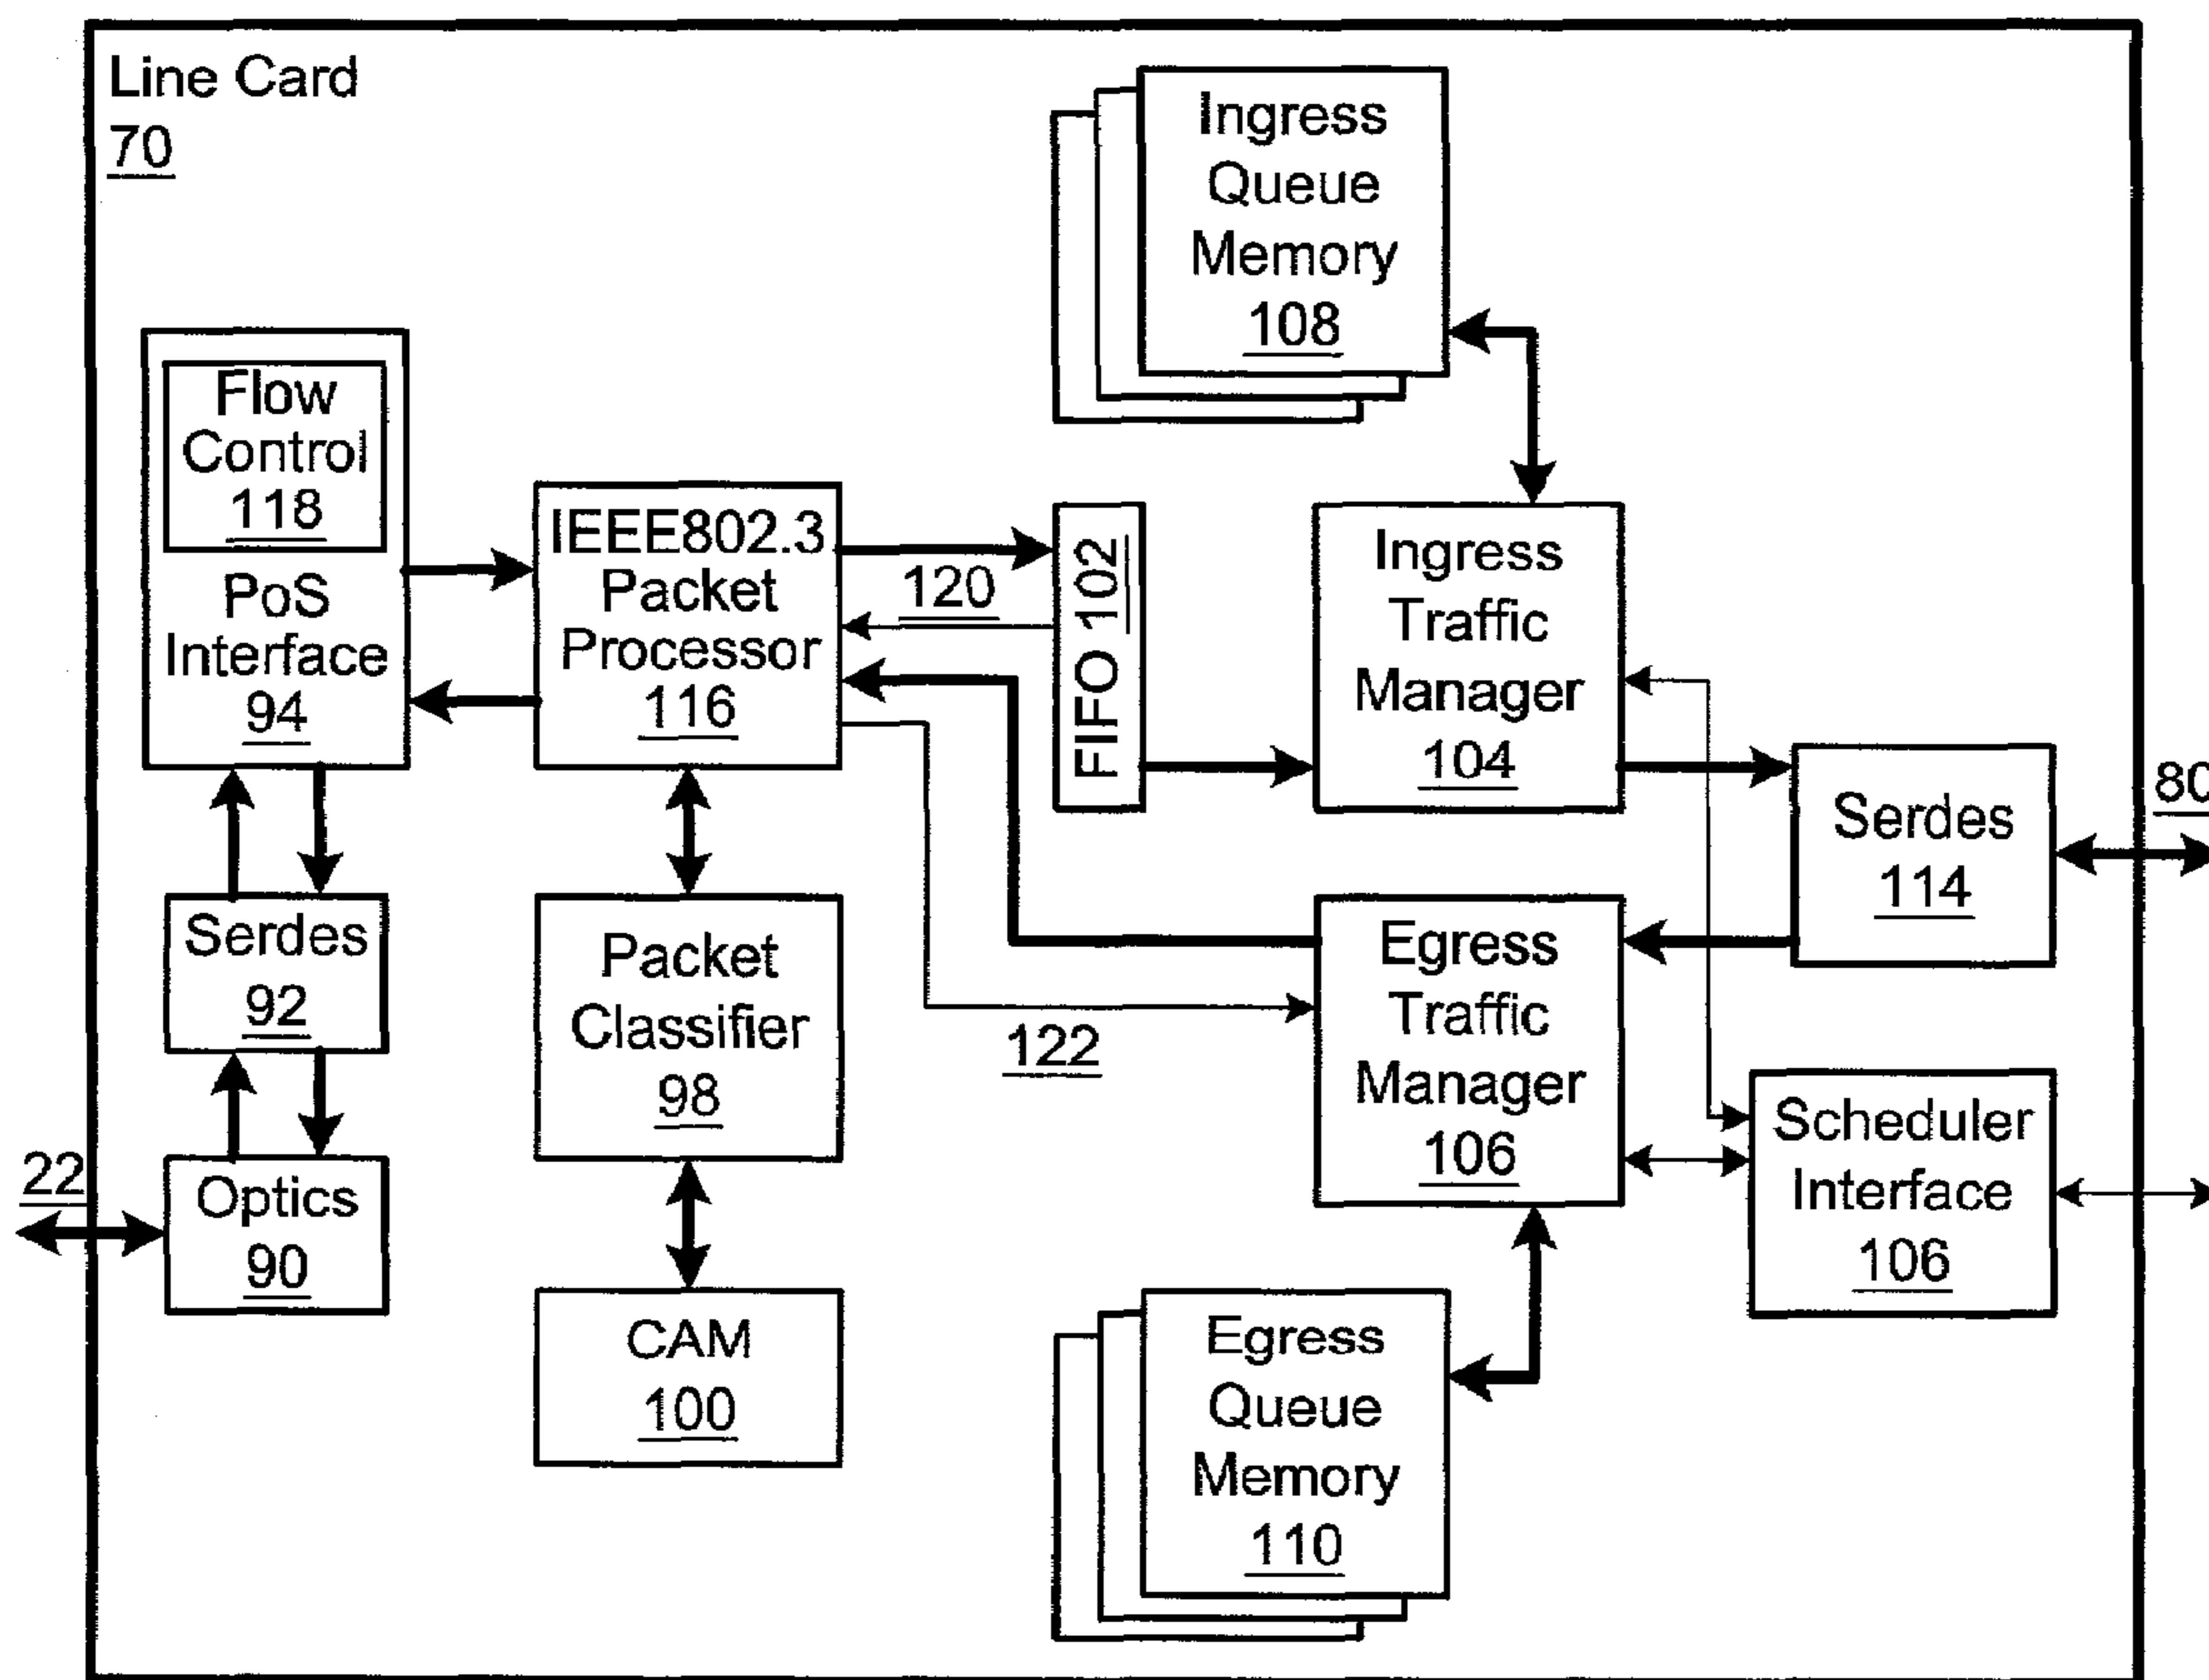 Line Card
70
Ingress
Queue
Memory
108
Flow
Control
118
PoS
Interface
94
IEEE802.3
Packet
Processor
116
120
FIFO 102
Ingress
Traffic
Manager
104
Serdes
114
80
Serdes
92
Packet
Classifier
98
122
Egress
Traffic
Manager
106
Scheduler
Interface
106
22
Optics
90
CAM
100
Egress
Queue
Memory
110